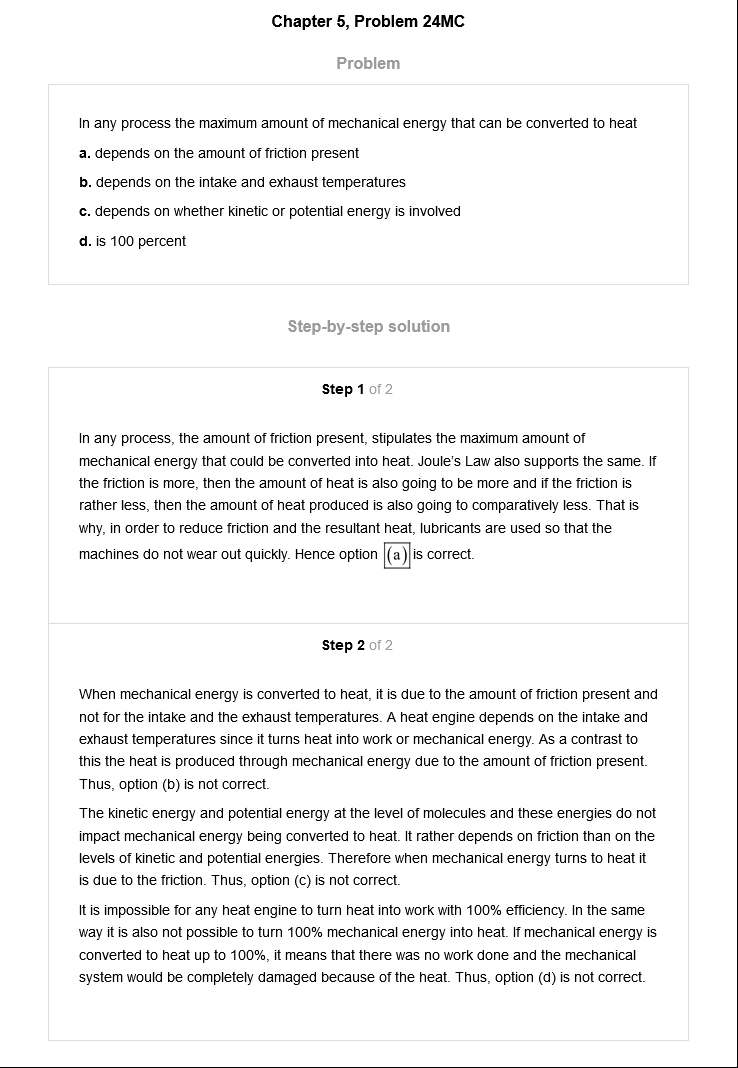 Chapter 5, Problem 24MC
Problem
In any process the maximum amount of mechanical energy that can be converted to heat
a. depends on the amount of friction present
b. depends on the intake and exhaust temperatures
c. depends on whether kinetic or potential energy is involved
d. is 100 percent
Step-by-step solution
Step 1 of 2
In any process, the amount of friction present, stipulates the maximum amount of
mechanical energy that could be converted into heat. Joule's Law also supports the same. If
the friction is more, then the amount of heat is also going to be more and if the friction is
rather less, then the amount of heat produced is also going to comparatively less. That is
why, in order to reduce friction and the resultant heat, lubricants are used so that the
machines do not wear out quickly. Hence option (a) is correct.
Step 2 of 2
When mechanical energy is converted to heat, it is due to the amount of friction present and
not for the intake and the exhaust temperatures. A heat engine depends on the intake and
exhaust temperatures since it turns heat into work or mechanical energy. As a contrast to
this the heat is produced through mechanical energy due to the amount of friction present.
Thus, option (b) is not correct.
The kinetic energy and potential energy at the level of molecules and these energies do not
impact mechanical energy being converted to heat. It rather depends on friction than on the
levels of kinetic and potential energies. Therefore when mechanical energy turns to heat it
is due to the friction. Thus, option (c) is not correct.
It is impossible for any heat engine to turn heat into work with 100% efficiency. In the same
way it is also not possible to turn 100% mechanical energy into heat. If mechanical energy is
converted to heat up to 100%, it means that there was no work done and the mechanical
system would be completely damaged because of the heat. Thus, option (d) is not correct.